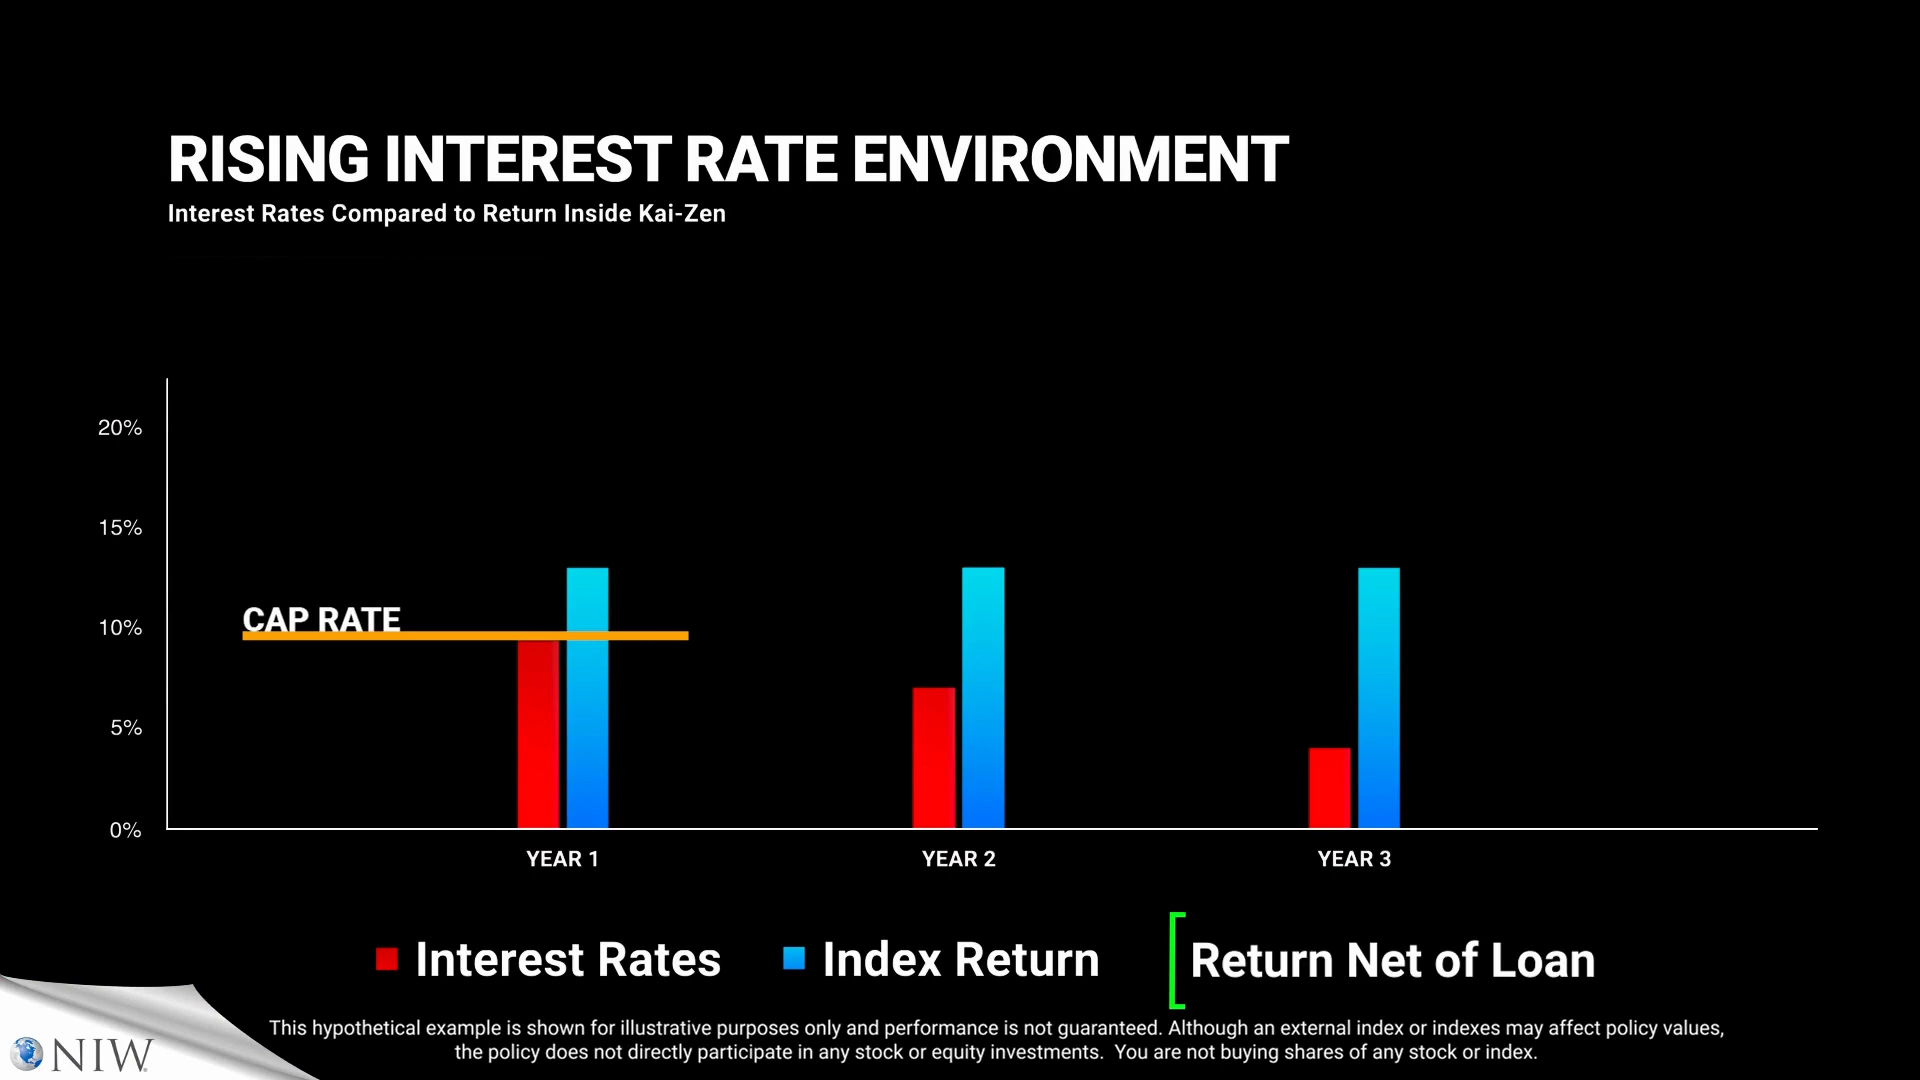 RISING INTEREST RATE ENVIRONMENT
Interest Rates Compared to Return Inside Kai-Zen
20%
15%
10%
5%
0%
CAP RATE
YEAR 1
YEAR 2
YEAR 3
Interest Rates
Index Return
Return Net of Loan
This hypothetical example is shown for illustrative purposes only and performance is not guaranteed. Although an external index or indexes may affect policy values,
the policy does not directly participate in any stock or equity investments.  You are not buying shares of any stock or index.
NIW